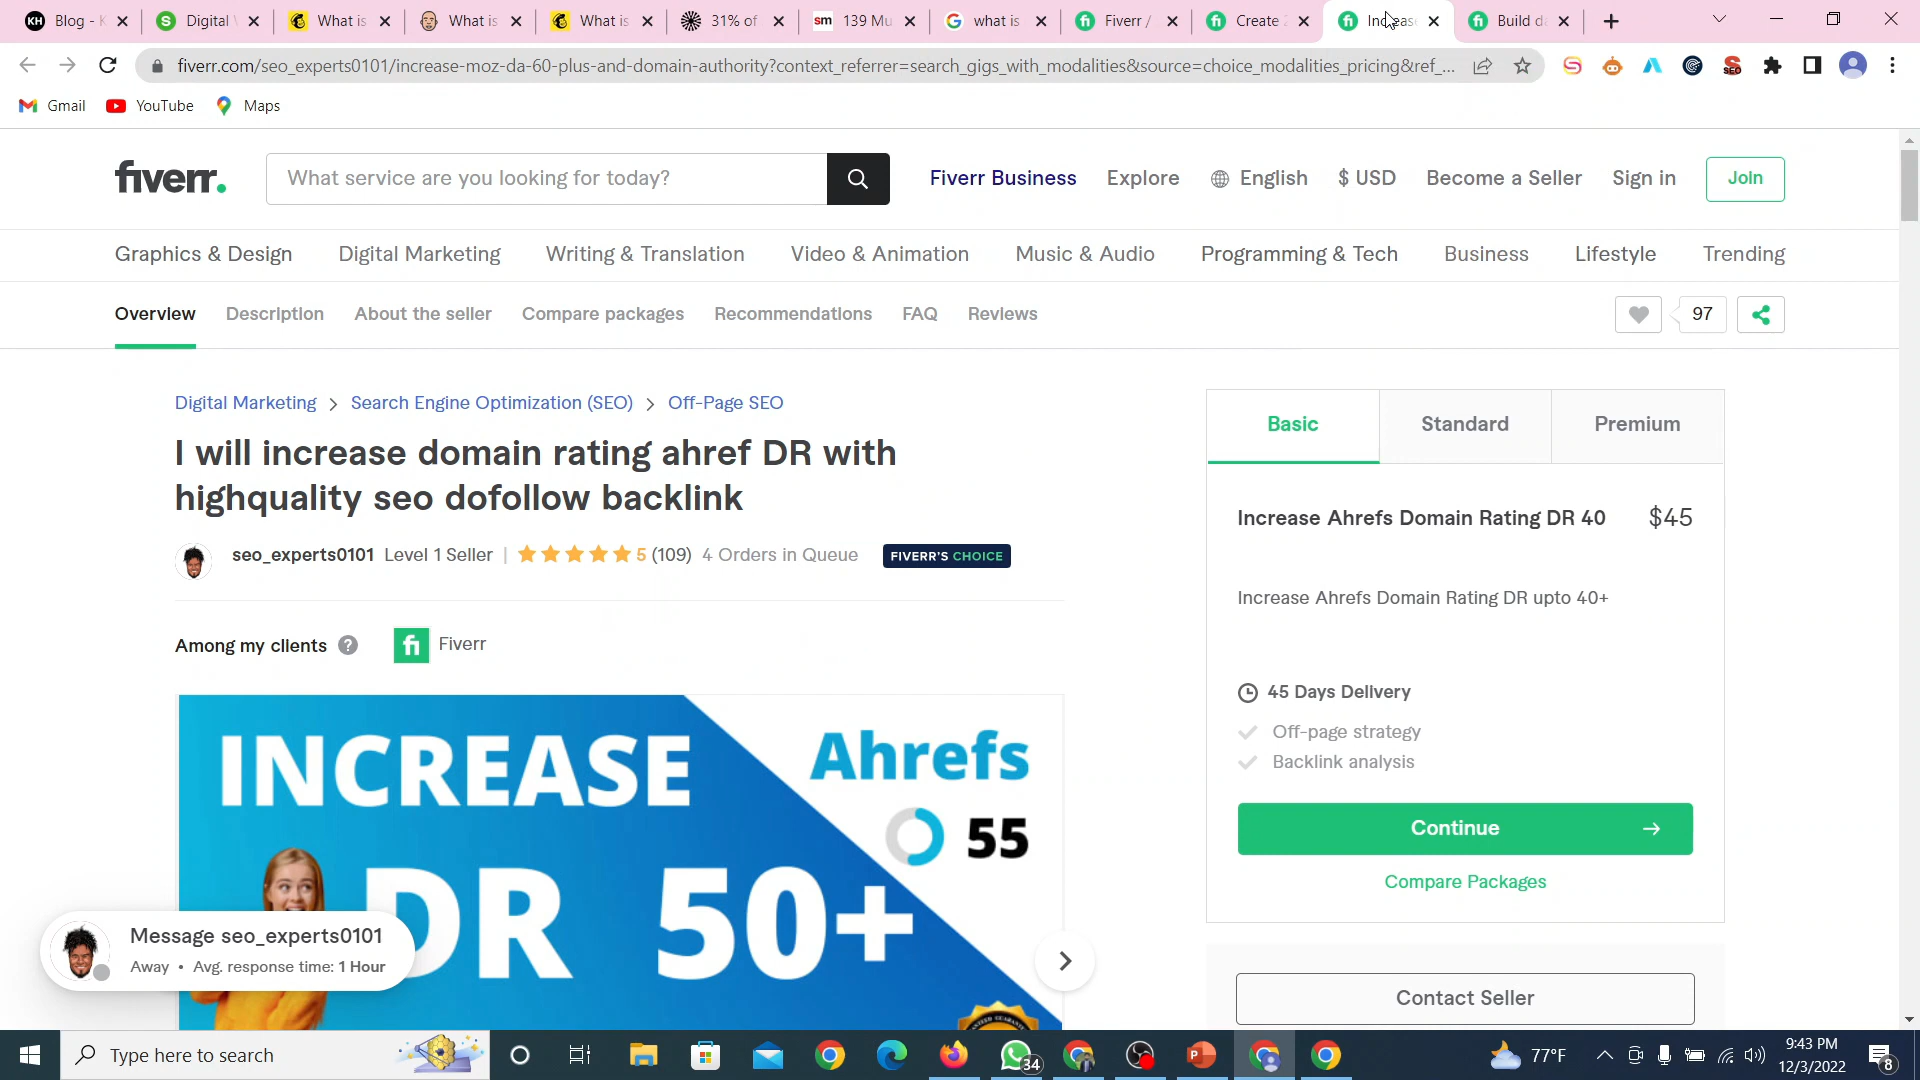 Blog - K
Digital
What is
What is
What is
31% of
139 Mu
what is
Fiverr /
Create
Increas
Build d
fiverr.com/seo_experts0101/increase-moz-da-60-plus-and-domain-authority?context_referrer=search_gigs_with_modalities&source=choice_modalities_pricing&ref_...
Gmail
YouTube
Maps
fiverr.
What service are you looking for today?
Fiverr Business
Explore
English
$ USD
Become a Seller
Sign in
Join
Graphics & Design
Digital Marketing
Writing & Translation
Video & Animation
Music & Audio
Programming & Tech
Business
Lifestyle
Trending
Overview
Description
About the seller
Compare packages
Recommendations
FAQ
Reviews
97
Digital Marketing > Search Engine Optimization (SEO) > Off-Page SEO
I will increase domain rating ahref DR with
highquality seo dofollow backlink
seo_experts0101 Level 1 Seller | 5 (109) 4 Orders in Queue FIVERR'S CHOICE
Among my clients ? fi Fiverr
INCREASE
DR 50+
Ahrefs
55
Message seo_experts0101
Away • Avg. response time: 1 Hour
Basic
Standard
Premium
Increase Ahrefs Domain Rating DR 40 $45
Increase Ahrefs Domain Rating DR upto 40+
45 Days Delivery
Off-page strategy
Backlink analysis
Continue →
Compare Packages
Contact Seller
Type here to search
34
77°F
9:43 PM
12/3/2022
8